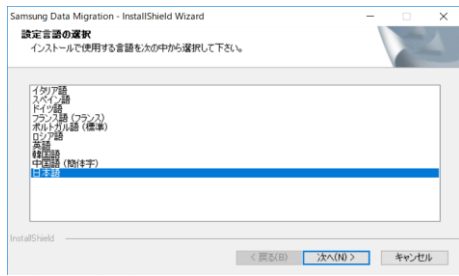 Samsung Data Migration - InstallShield Wizard
設定言語の選択
インストールで使用する言語を次の中から選択して下さい。
イタリア語
スペイン語
ドイツ語
フランス語 (フランス)
ポルトガル語 (標準)
ロシア語
英語
韓国語
中国語 (簡体字)
日本語
InstallShield
< 戻る(B)
次へ(N) >
キャンセル